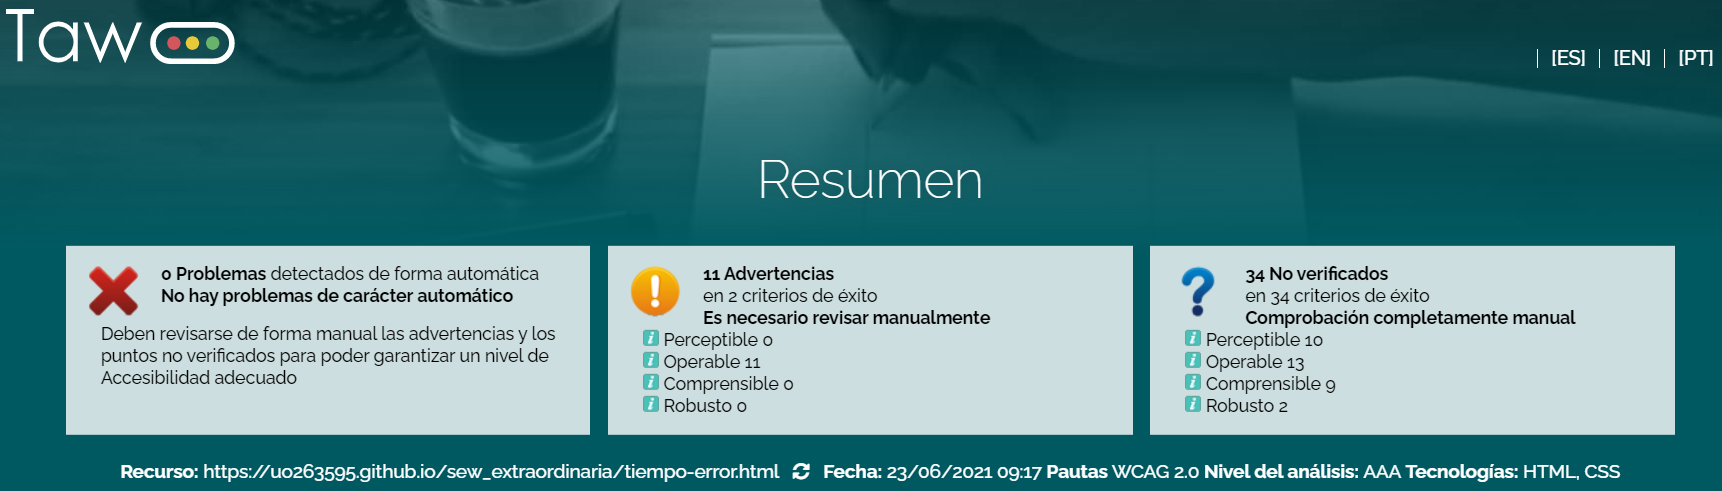 Taw
| [ES] | [EN] | [PT]
Resumen
0 Problemas detectados de forma automática
No hay problemas de carácter automático
Deben revisarse de forma manual las advertencias y los
puntos no verificados para poder garantizar un nivel de
Accesibilidad adecuado
11 Advertencias
en 2 criterios de éxito
Es necesario revisar manualmente
Perceptible 0
Operable 11
Comprensible 0
Robusto 0
34 No verificados
en 34 criterios de éxito
Comprobación completamente manual
Perceptible 10
Operable 13
Comprensible 9
Robusto 2
Recurso: https://uo263595.github.io/sew_extraordinaria/tiempo-error.html Fecha: 23/06/2021 09:17 Pautas WCAG 2.0 Nivel del análisis: AAA Tecnologías: HTML, CSS